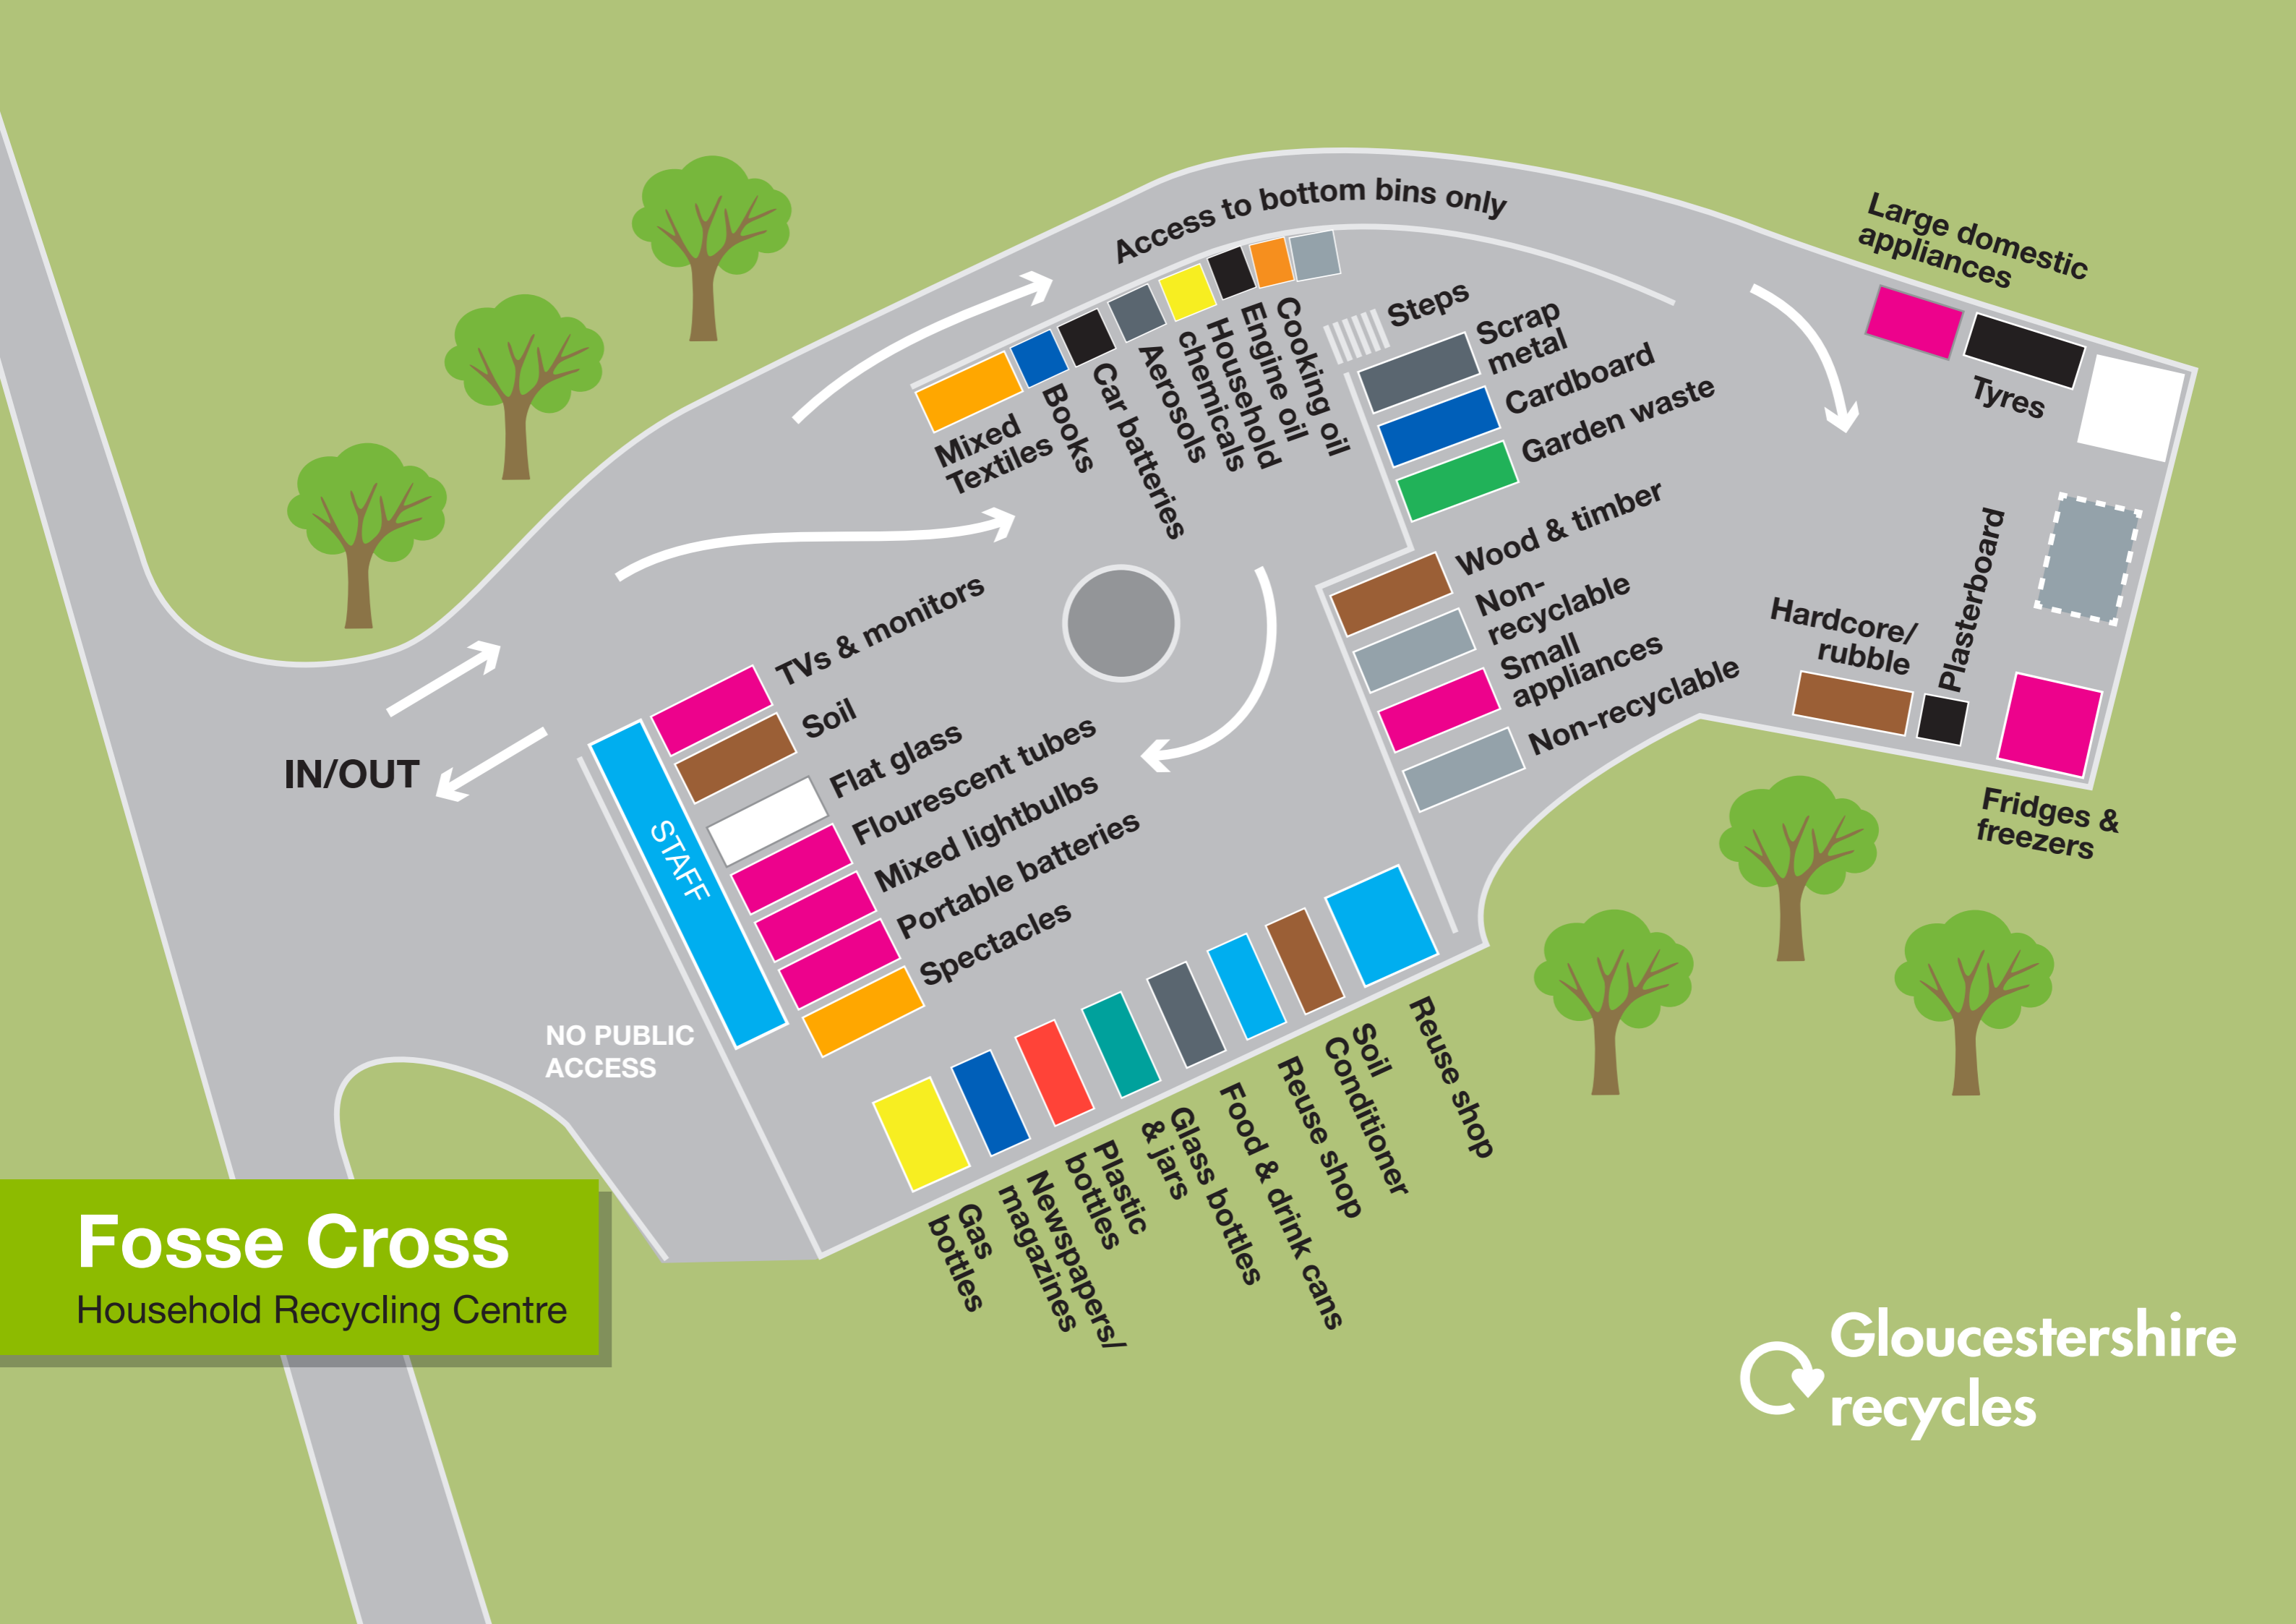 Access to bottom bins only
Large domestic
appliances
Tyres
Mixed
Textiles
Books
Car batteries
Aerosols
Household
chemicals
Engine oil
Cooking oil
Steps
Scrap
metal
Cardboard
Garden waste
Wood & timber
Non-
recyclable
Small
appliances
Non-recyclable
Hardcore/
rubble
Plasterboard
Fridges &
freezers
IN/OUT
STAFF
TVs & monitors
Soil
Flat glass
Flourescent tubes
Mixed lightbulbs
Portable batteries
Spectacles
NO PUBLIC
ACCESS
Gas
bottles
Newspapers/
magazines
Plastic
bottles
Glass bottles
& jars
Food & drink cans
Reuse shop
Soil
Conditioner
Reuse shop
Fosse Cross
Household Recycling Centre
Gloucestershire
recycles